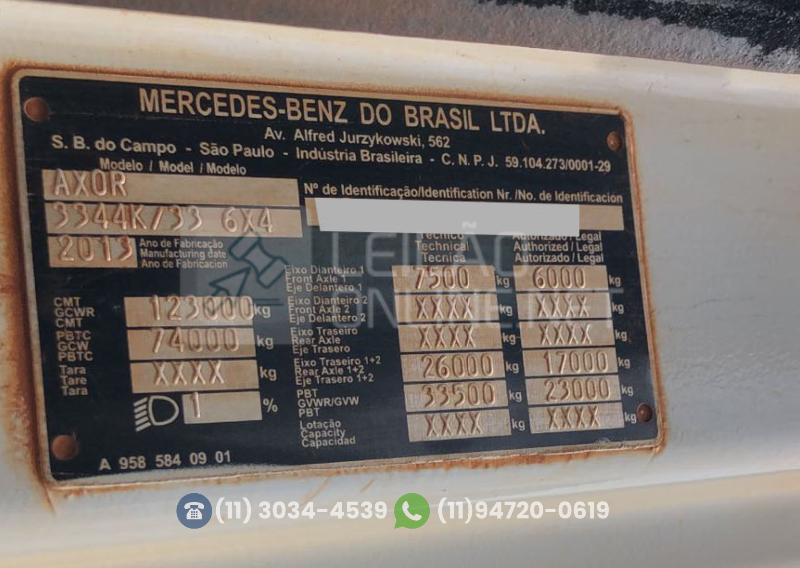 MERCEDES-BENZ DO BRASIL LTDA.
Av. Alfred Jurzykowski, 562
S. B. do Campo - São Paulo - Indústria Brasileira - C. N. P. J. 59.104.273/0001-29
Modelo / Model / Modelo
AXOR
Nº de Identificação/Identification Nr. /No. de Identificacion
3344K/33 6X4
2013
Ano de Fabricação
Manufacturing date
Ano de Fabricacion
LEILÃO
ONLINE
Técnico
Technical
Tecnica
Autorizado / Legal
Authorized / Legal
Autorizado / Legal
Eixo Dianteiro 1
Front Axle 1
Eje Delantero 1
7500 kg 6000 kg
CMT
GCWR
CMT
123000 kg
Eixo Dianteiro 2
Front Axle 2
Eje Delantero 2
XXXX kg XXXX kg
PBTC
GCW
PBTC
74000 kg
Eixo Traseiro
Rear Axle
Eje Trasero
XXXX kg XXXX kg
Tara
Tare
Tara
XXXX kg
Eixo Traseiro 1+2
Rear Axle 1+2
Eje Trasero 1+2
26000 kg 17000 kg
1 %
PBT
GVWR/GVW
PBT
33500 kg 23000 kg
Lotação
Capacity
Capacidad
XXXX kg XXXX kg
A 958 584 09 01
(11) 3034-4539 (11)94720-0619